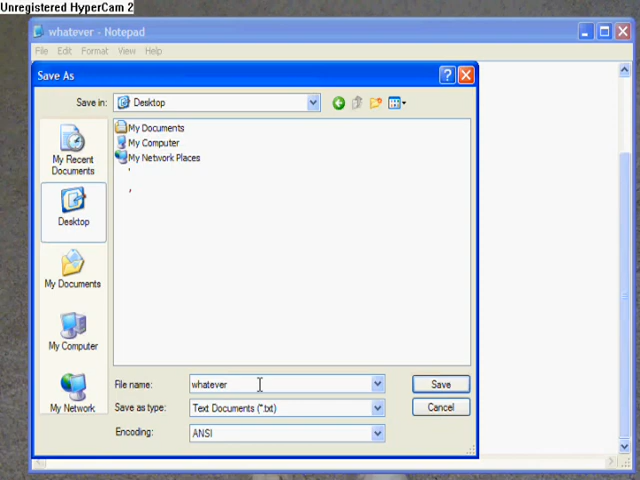 Unregistered HyperCam 2
whatever - Notepad
File Edit Format View Help
Save As
Save in: Desktop
My Documents
My Computer
My Network Places
My Recent
Documents
Desktop
My Documents
My Computer
My Network
File name: whatever Save
Save as type: Text Documents (*.txt) Cancel
Encoding: ANSI